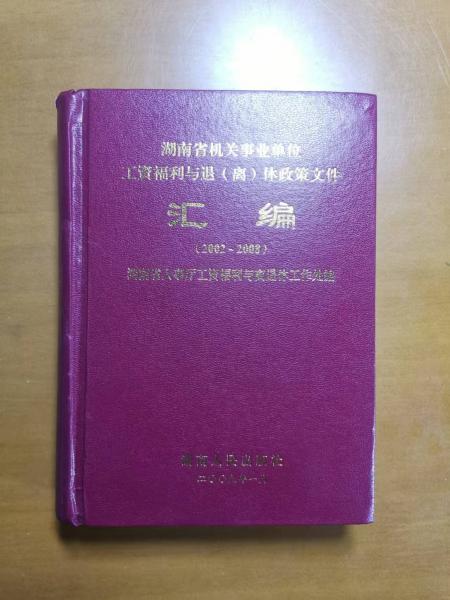 湖南省机关事业单位
工资福利与退（离）休政策文件
汇 编
（2002-2008）
湖南省人事厅工资福利与离退休工作处编
湖南人民出版社
二〇〇九年一月